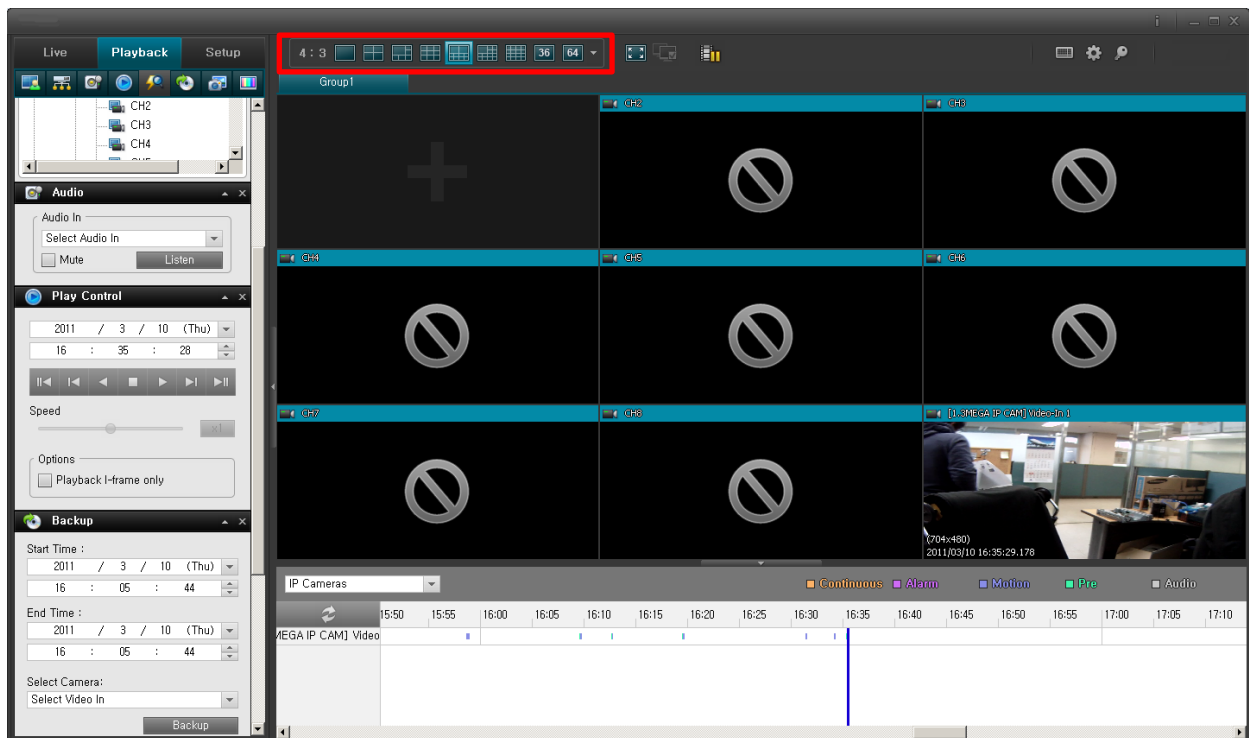 Live Playback Setup
4 : 3 36 64
i
Group1
CH2
CH3
CH4
Audio
Audio In
Select Audio In
Mute Listen
Play Control
2011 / 3 / 10 (Thu)
16 : 35 : 28
Speed
x1
Options
Playback I-frame only
Backup
Start Time :
2011 / 3 / 10 (Thu)
16 : 05 : 44
End Time :
2011 / 3 / 10 (Thu)
16 : 05 : 44
Select Camera:
Select Video In
Backup
CH2 CH3
CH4 CH5 CH6
CH7 CH8 [1.3MEGA IP CAM] Video-In 1
(704x480)
2011/03/10 16:35:29.178
IP Cameras Continuous Alarm Motion Pre Audio
15:50 15:55 16:00 16:05 16:10 16:15 16:20 16:25 16:30 16:35 16:40 16:45 16:50 16:55 17:00 17:05 17:10
MEGA IP CAM] Video